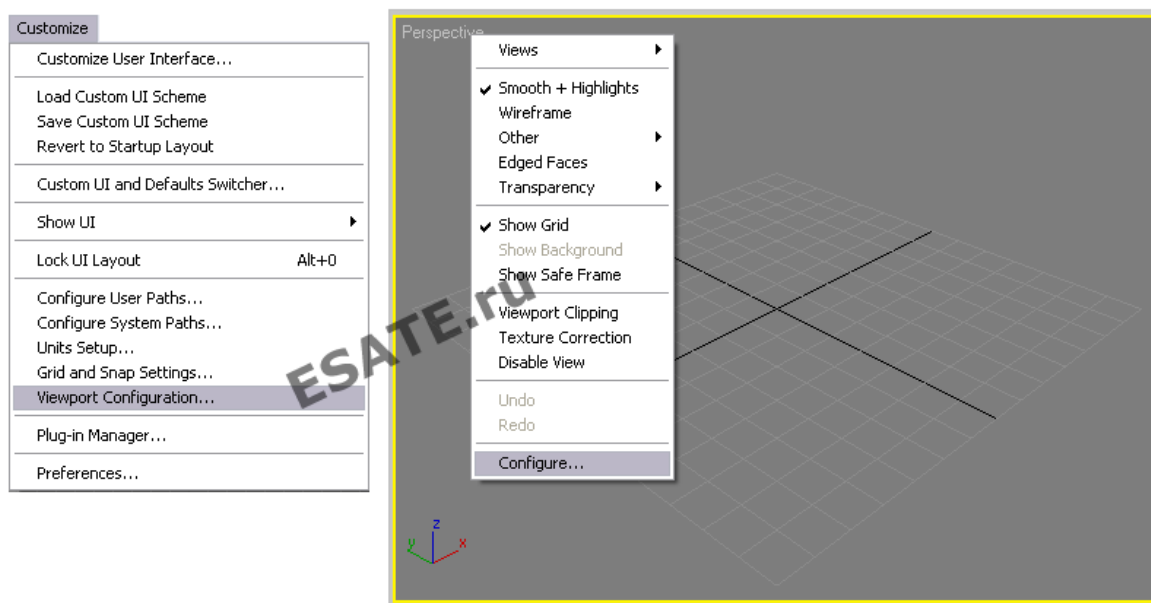 Customize
Customize User Interface...
Load Custom UI Scheme
Save Custom UI Scheme
Revert to Startup Layout
Custom UI and Defaults Switcher...
Show UI
Lock UI Layout Alt+0
Configure User Paths...
Configure System Paths...
Units Setup...
Grid and Snap Settings...
Viewport Configuration...
Plug-in Manager...
Preferences...
Perspective
Views
Smooth + Highlights
Wireframe
Other
Edged Faces
Transparency
Show Grid
Show Background
Show Safe Frame
Viewport Clipping
Texture Correction
Disable View
Undo
Redo
Configure...
z
y
x
ESATE.ru